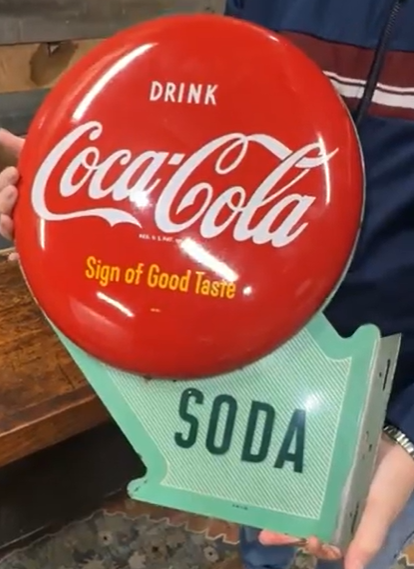 DRINK
Coca-Cola
Sign of Good Taste
SODA